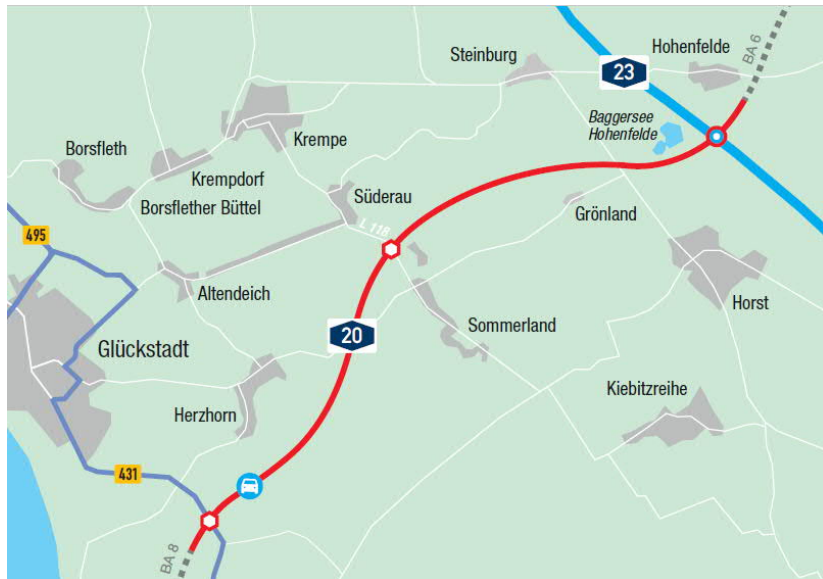 Steinburg
Hohenfelde
BA 6
23
Baggersee
Hohenfelde
Krempe
Borsfleth
Krempdorf
Borsflether Büttel
Süderau
L 118
Grönland
495
Altendeich
Horst
20
Sommerland
Glückstadt
Kiebitzreihe
Herzhorn
431
BA 8